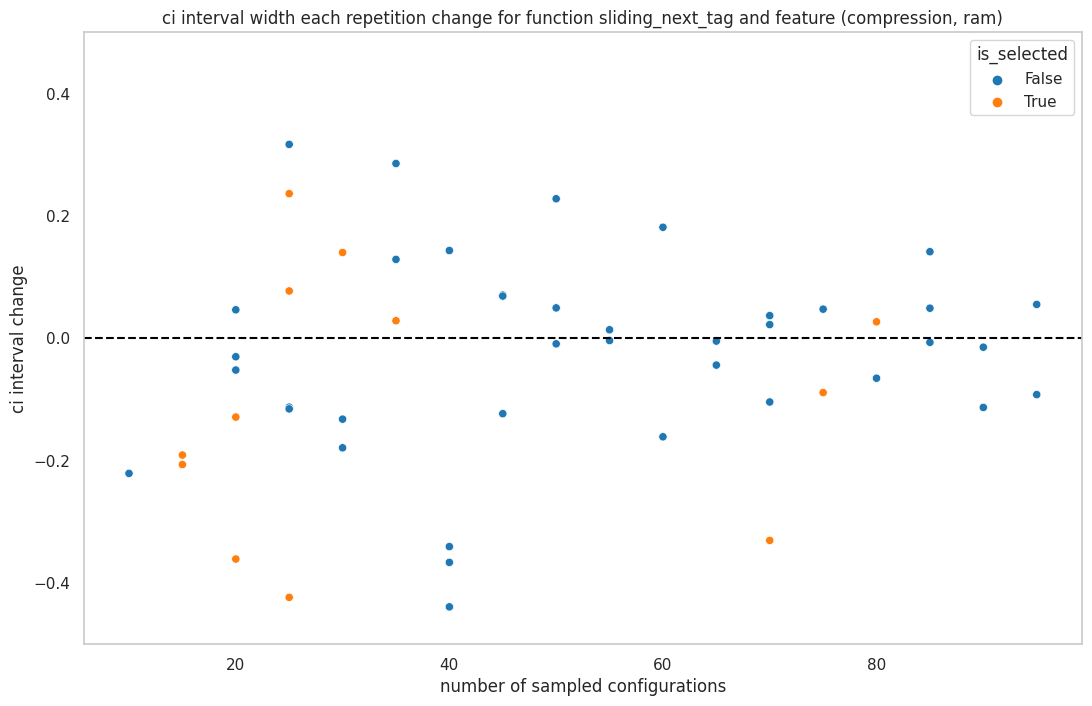 ci interval width each repetition change for function sliding_next_tag and feature (compression, ram)
is_selected
False
True
0.4
0.2
0.0
−0.2
−0.4
ci interval change
20
40
60
80
number of sampled configurations